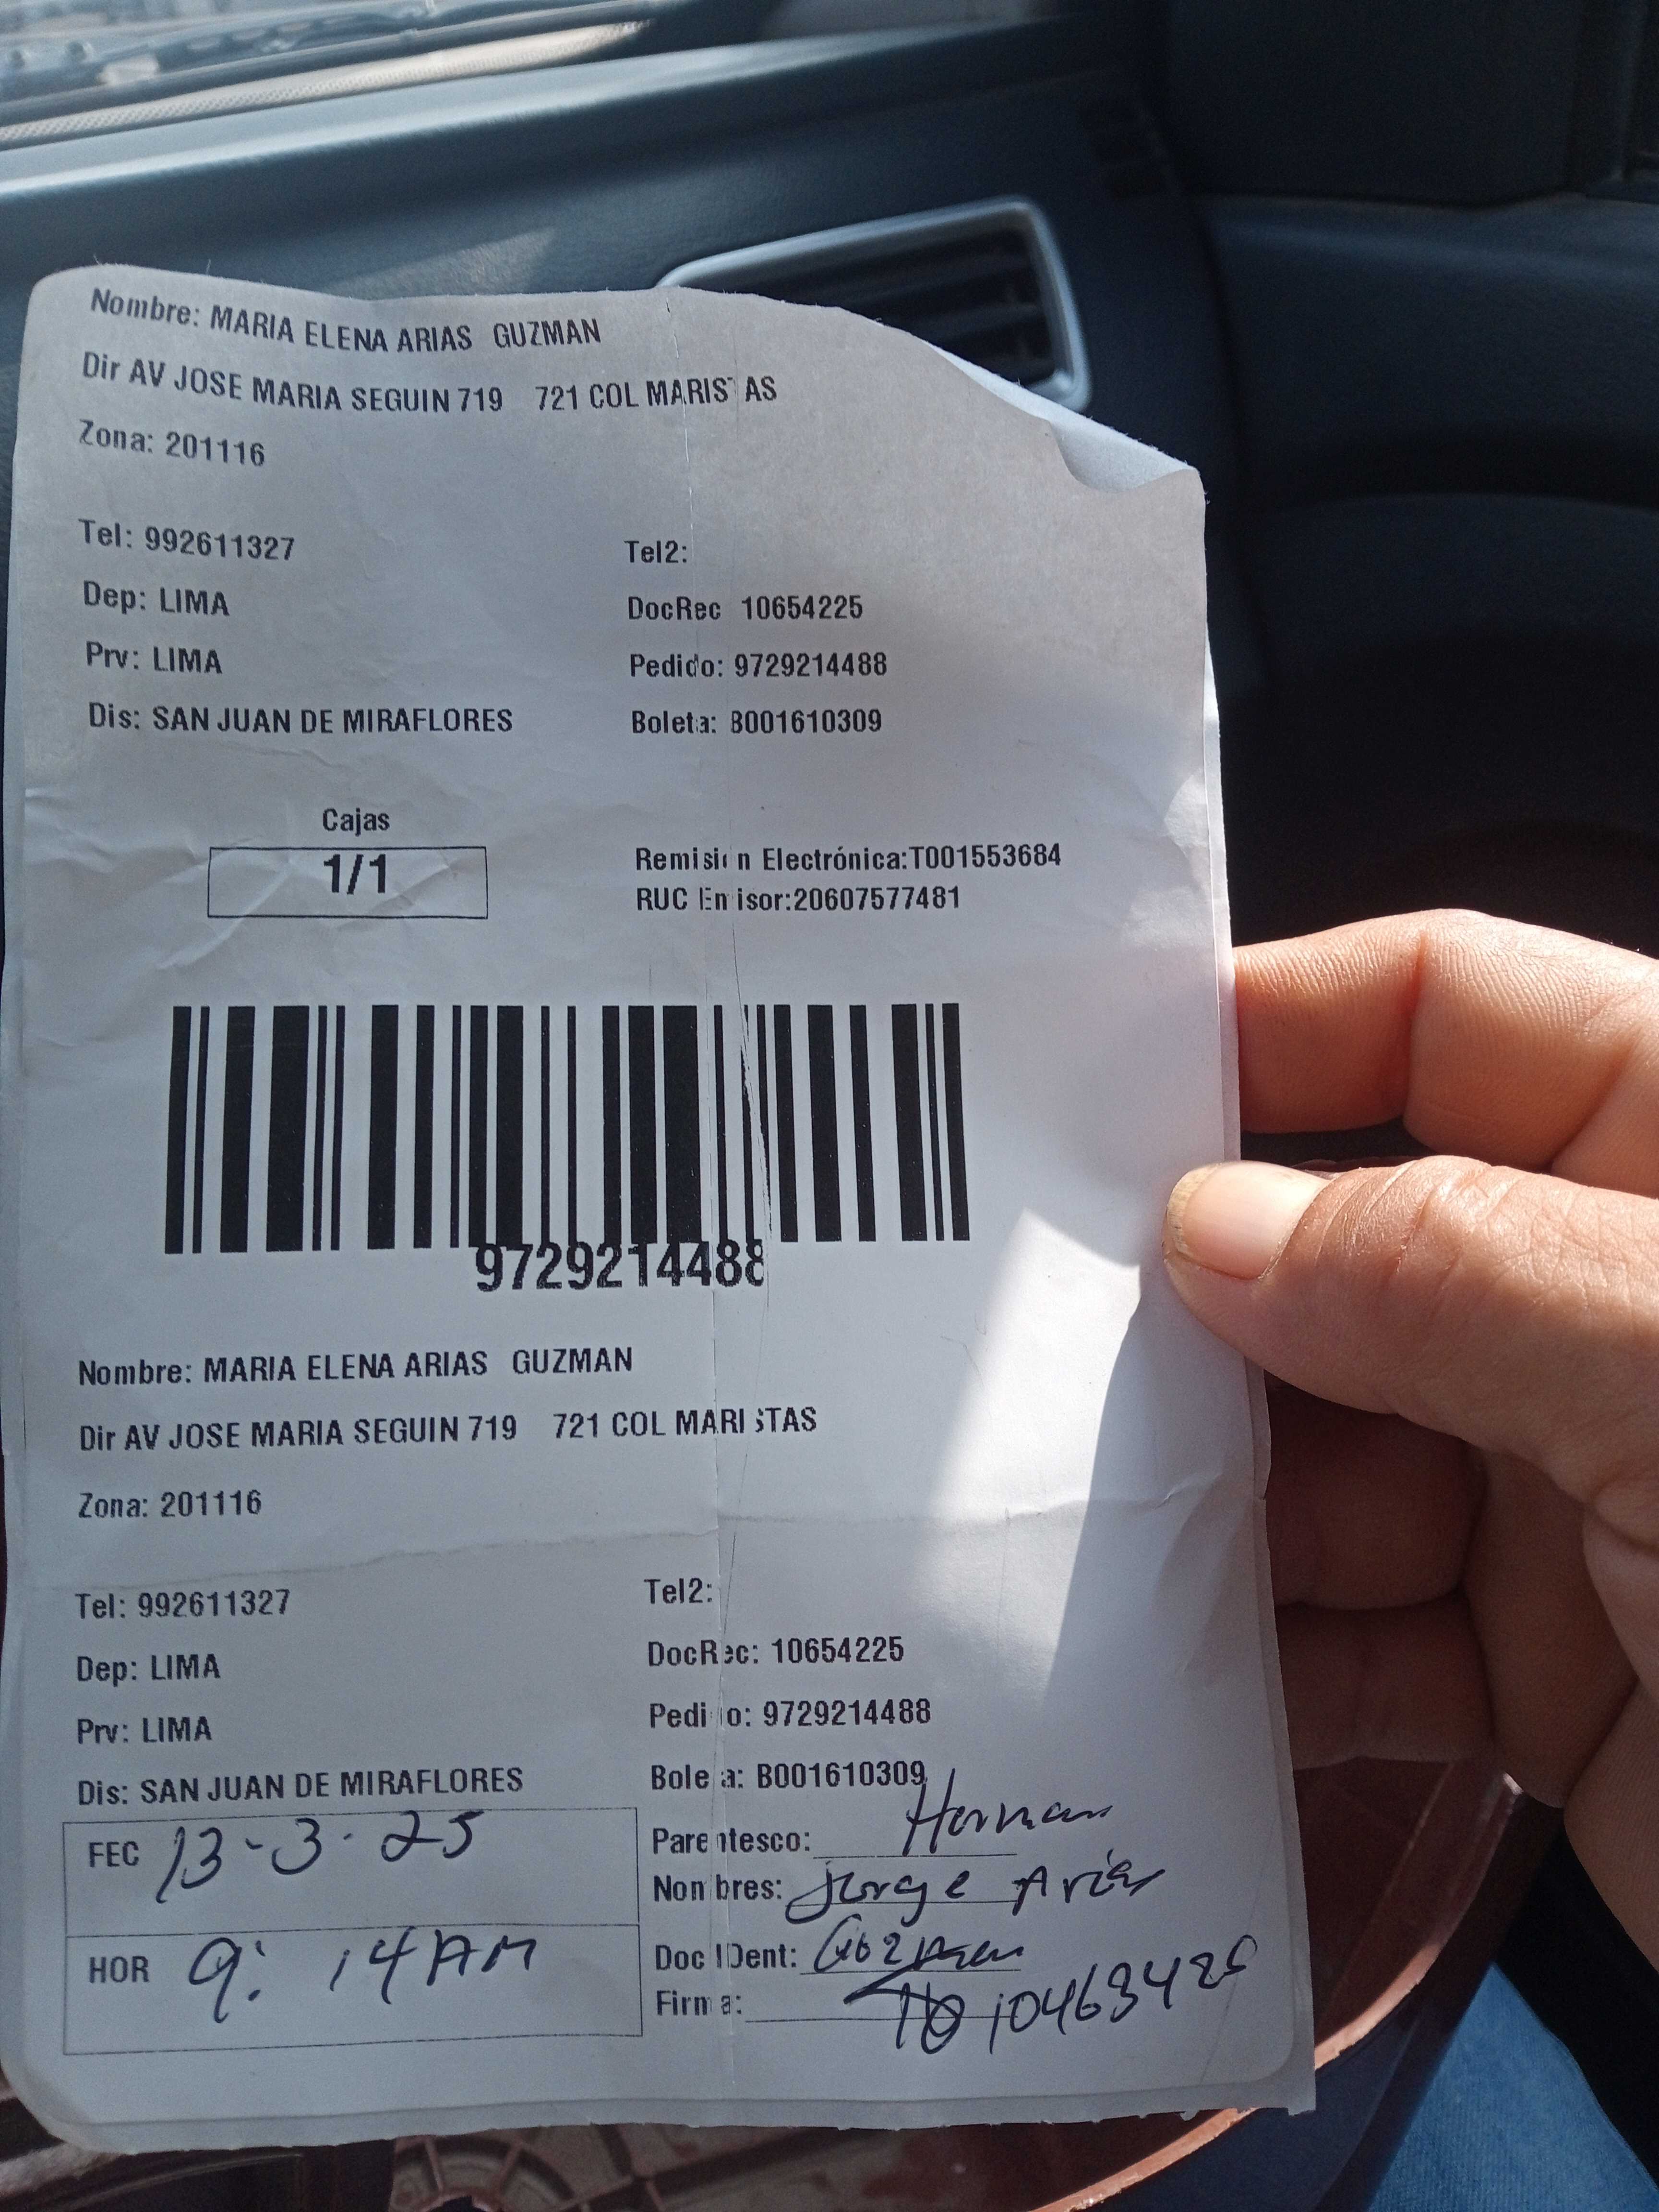 Nombre: MARIA ELENA ARIAS GUZMAN
Dir AV JOSE MARIA SEGUIN 719 721 COL MARISTAS
Zona: 201116
Tel: 992611327 Tel2:
Dep: LIMA DocRec 10654225
Prv: LIMA Pedido: 9729214488
Dis: SAN JUAN DE MIRAFLORES Boleta: B001610309
Cajas
1/1
Remisión Electrónica:T001553684
RUC Emisor:20607577481
9729214488
Nombre: MARIA ELENA ARIAS GUZMAN
Dir AV JOSE MARIA SEGUIN 719 721 COL MARISTAS
Zona: 201116
Tel: 992611327 Tel2:
Dep: LIMA DocRec: 10654225
Prv: LIMA Pedido: 9729214488
Dis: SAN JUAN DE MIRAFLORES Boleta: B001610309
FEC 13-3-25 Parentesco: Herman
Nombres: Jorge Arias
HOR 9:14 AM Doc IDent: Guzman
Firma: